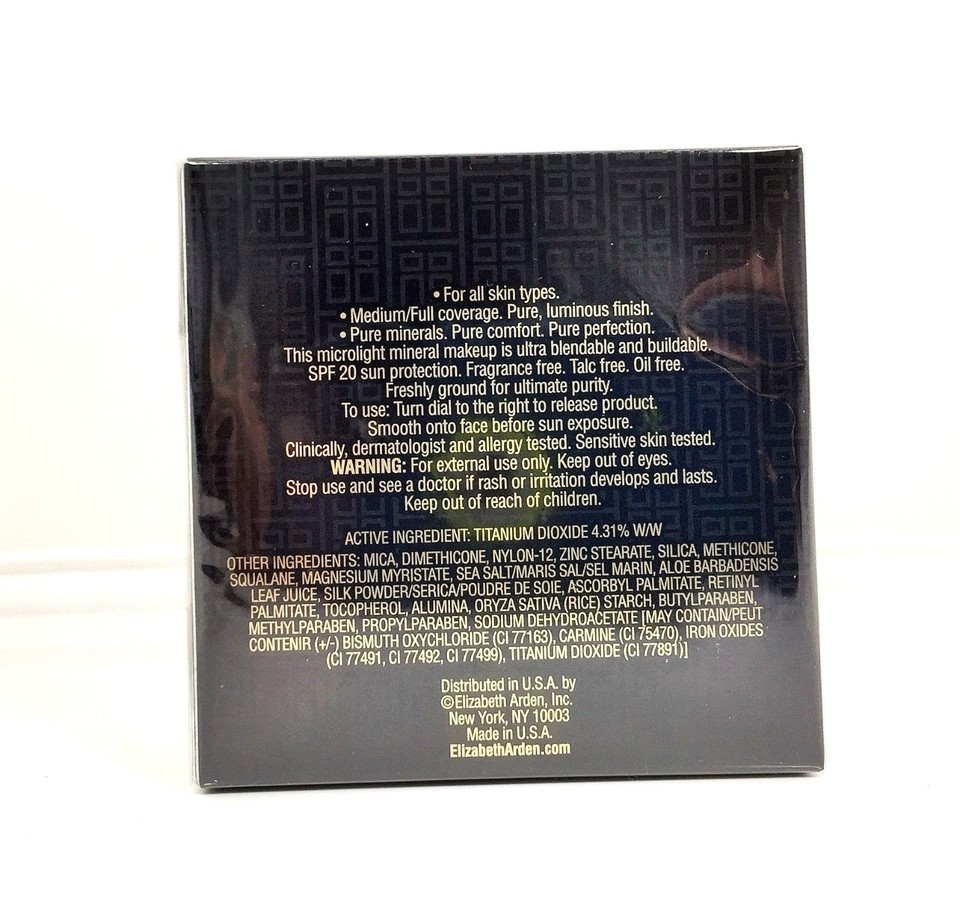 • For all skin types.
• Medium/Full coverage. Pure, luminous finish.
• Pure minerals. Pure comfort. Pure perfection.
This microlight mineral makeup is ultra blendable and buildable.
SPF 20 sun protection. Fragrance free. Talc free. Oil free.
Freshly ground for ultimate purity.
To use: Turn dial to the right to release product.
Smooth onto face before sun exposure.
Clinically, dermatologist and allergy tested. Sensitive skin tested.
WARNING: For external use only. Keep out of eyes.
Stop use and see a doctor if rash or irritation develops and lasts.
Keep out of reach of children.
ACTIVE INGREDIENT: TITANIUM DIOXIDE 4.31% W/W
OTHER INGREDIENTS: MICA, DIMETHICONE, NYLON-12, ZINC STEARATE, SILICA, METHICONE,
SQUALANE, MAGNESIUM MYRISTATE, SEA SALT/MARIS SAL/SEL MARIN, ALOE BARBADENSIS
LEAF JUICE, SILK POWDER/SERICA/POUDRE DE SOIE, ASCORBYL PALMITATE, RETINYL
PALMITATE, TOCOPHEROL, ALUMINA, ORYZA SATIVA (RICE) STARCH, BUTYLPARABEN,
METHYLPARABEN, PROPYLPARABEN, SODIUM DEHYDROACETATE [MAY CONTAIN/PEUT
CONTENIR (+/-) BISMUTH OXYCHLORIDE (CI 77163), CARMINE (CI 75470), IRON OXIDES
(CI 77491, CI 77492, CI 77499), TITANIUM DIOXIDE (CI 77891)]
Distributed in U.S.A. by
©Elizabeth Arden, Inc.
New York, NY 10003
Made in U.S.A.
ElizabethArden.com